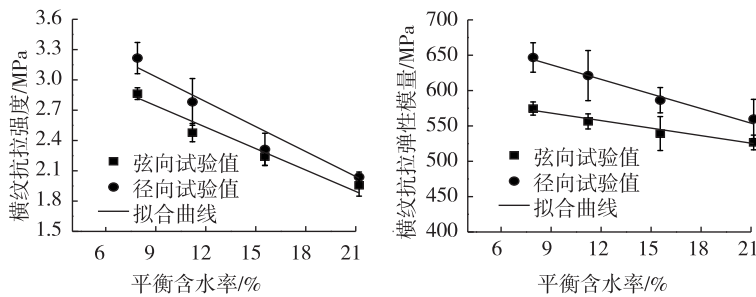 横纹抗拉强度/MPa
3.6
3.3
3.0
2.7
2.4
2.1
1.8
1.5
弦向试验值
径向试验值
拟合曲线
6 9 12 15 18 21
平衡含水率/%
横纹抗拉弹性模量/MPa
700
650
600
550
500
450
400
弦向试验值
径向试验值
拟合曲线
6 9 12 15 18 21
平衡含水率/%